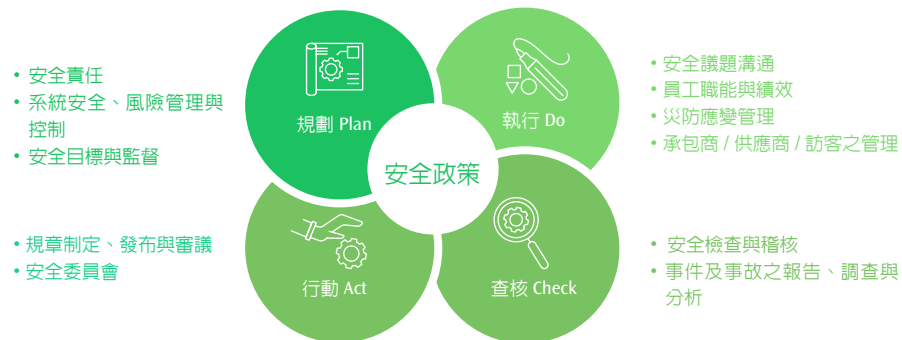 • 安全責任
• 系統安全、風險管理與
控制
• 安全目標與監督
規劃 Plan
執行 Do
• 安全議題溝通
• 員工職能與績效
• 災防應變管理
• 承包商 / 供應商 / 訪客之管理
安全政策
• 規章制定、發布與審議
• 安全委員會
行動 Act
查核 Check
• 安全檢查與稽核
• 事件及事故之報告、調查與
分析